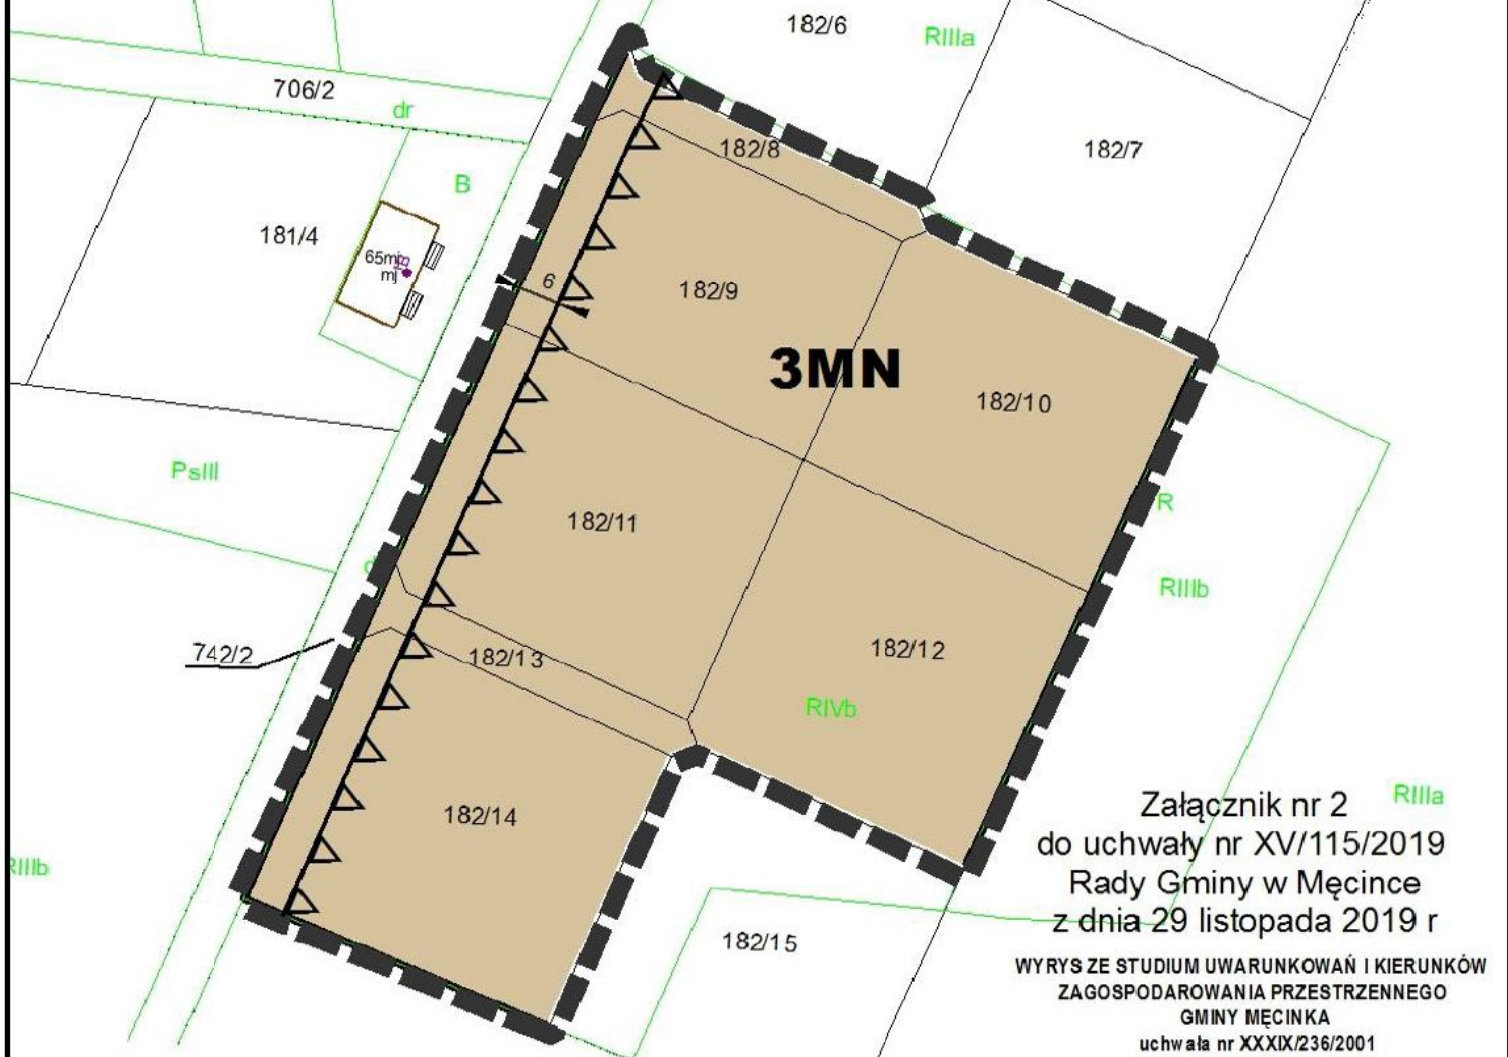 182/6
RIIIa
706/2
dr
182/8
182/7
B
181/4
65mj
mj
6
182/9
3MN
182/10
PsIII
R
182/11
RIIIb
742/2
182/13
182/12
RIVb
RIIIa
182/14
RIIIb
182/15
Załącznik nr 2
do uchwały nr XV/115/2019
Rady Gminy w Męcince
z dnia 29 listopada 2019 r
WYRYS ZE STUDIUM UWARUNKOWAŃ I KIERUNKÓW
ZAGOSPODAROWANIA PRZESTRZENNEGO
GMINY MĘCINKA
uchwała nr XXXIX/236/2001